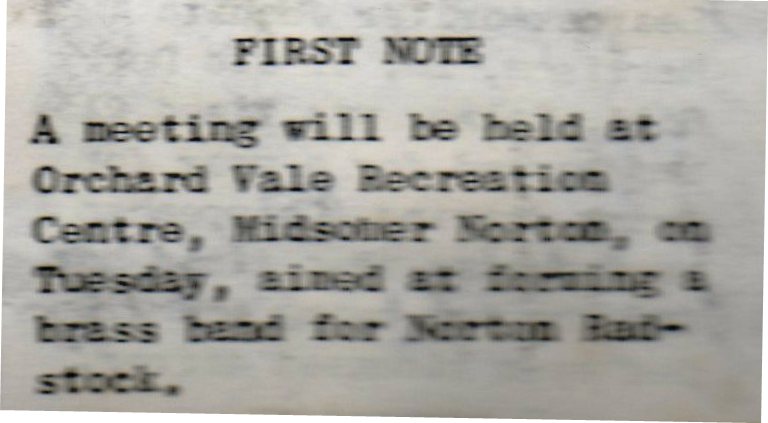 FIRST NOTE
A meeting will be held at
Orchard Vale Recreation
Centre, Midsomer Norton, on
Tuesday, aimed at forming a
brass band for Norton Rad-
stock.